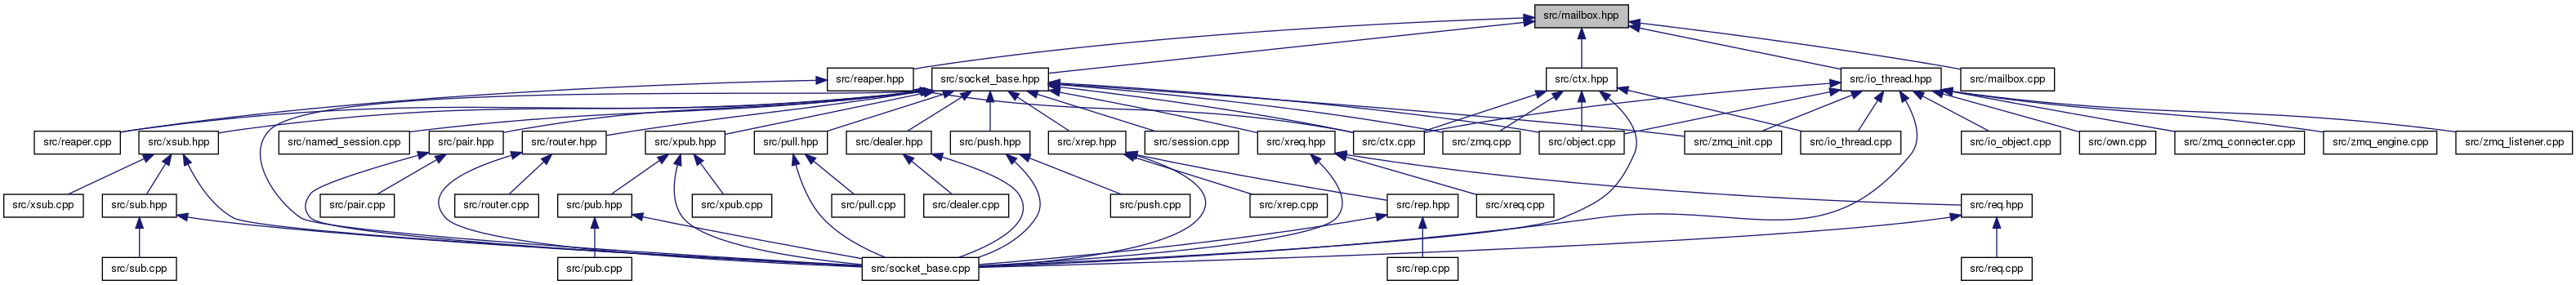 src/mailbox.hpp
src/reaper.hpp
src/socket_base.hpp
src/ctx.hpp
src/io_thread.hpp
src/mailbox.cpp
src/reaper.cpp
src/xsub.hpp
src/named_session.cpp
src/pair.hpp
src/router.hpp
src/xpub.hpp
src/pull.hpp
src/dealer.hpp
src/push.hpp
src/xrep.hpp
src/session.cpp
src/xreq.hpp
src/ctx.cpp
src/zmq.cpp
src/object.cpp
src/zmq_init.cpp
src/io_thread.cpp
src/io_object.cpp
src/own.cpp
src/zmq_connecter.cpp
src/zmq_engine.cpp
src/zmq_listener.cpp
src/xsub.cpp
src/sub.hpp
src/pair.cpp
src/router.cpp
src/pub.hpp
src/xpub.cpp
src/pull.cpp
src/dealer.cpp
src/push.cpp
src/xrep.cpp
src/rep.hpp
src/xreq.cpp
src/req.hpp
src/sub.cpp
src/pub.cpp
src/socket_base.cpp
src/rep.cpp
src/req.cpp